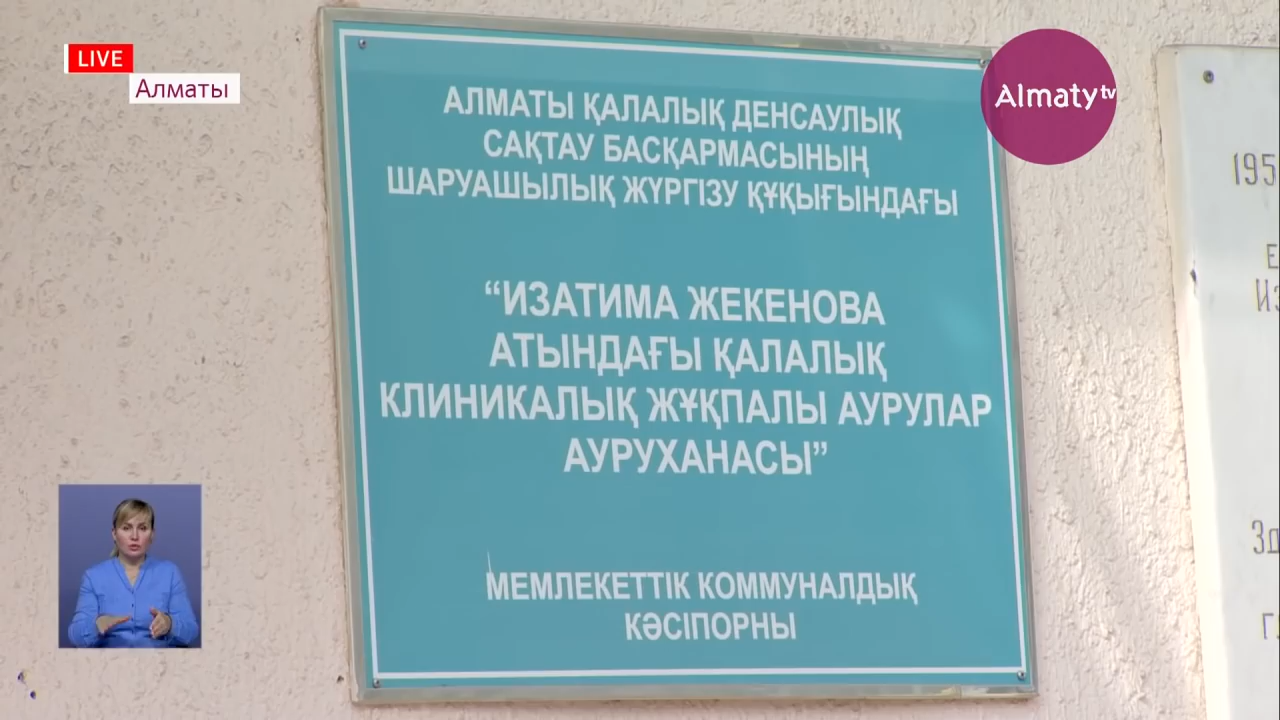 LIVE
Алматы
Almaty tv
АЛМАТЫ ҚАЛАЛЫҚ ДЕНСАУЛЫҚ
САҚТАУ БАСҚАРМАСЫНЫҢ
ШАРУАШЫЛЫҚ ЖҮРГІЗУ ҚҰҚЫҒЫНДАҒЫ
“ИЗАТИМА ЖЕКЕНОВА
АТЫНДАҒЫ ҚАЛАЛЫҚ
КЛИНИКАЛЫҚ ЖҰҚПАЛЫ АУРУЛАР
АУРУХАНАСЫ”
МЕМЛЕКЕТТІК КОММУНАЛДЫҚ
КӘСІПОРНЫ
195